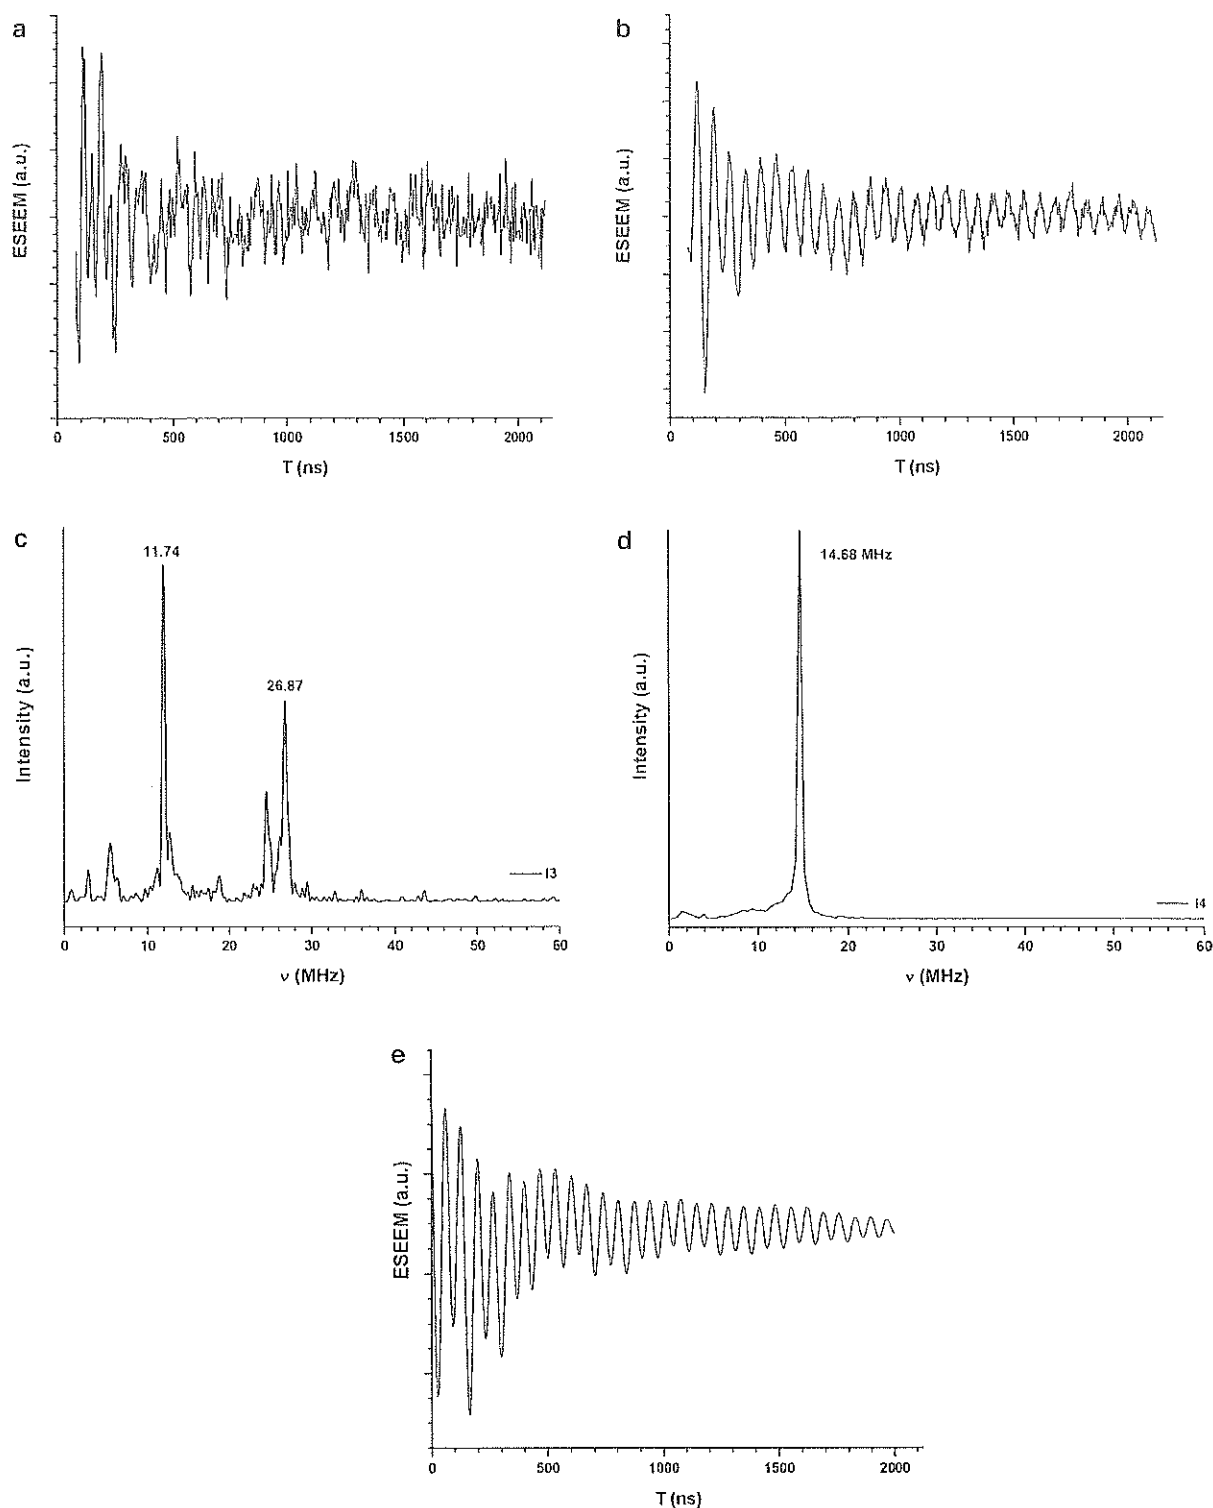 a
ESEEM (a.u.)
0 500 1000 1500 2000
T (ns)
b
ESEEM (a.u.)
0 500 1000 1500 2000
T (ns)
c
11.74
26.87
Intensity (a.u.)
I3
0 10 20 30 40 50 60
ν (MHz)
d
14.68 MHz
Intensity (a.u.)
I4
0 10 20 30 40 50 60
ν (MHz)
e
ESEEM (a.u.)
0 500 1000 1500 2000
T (ns)